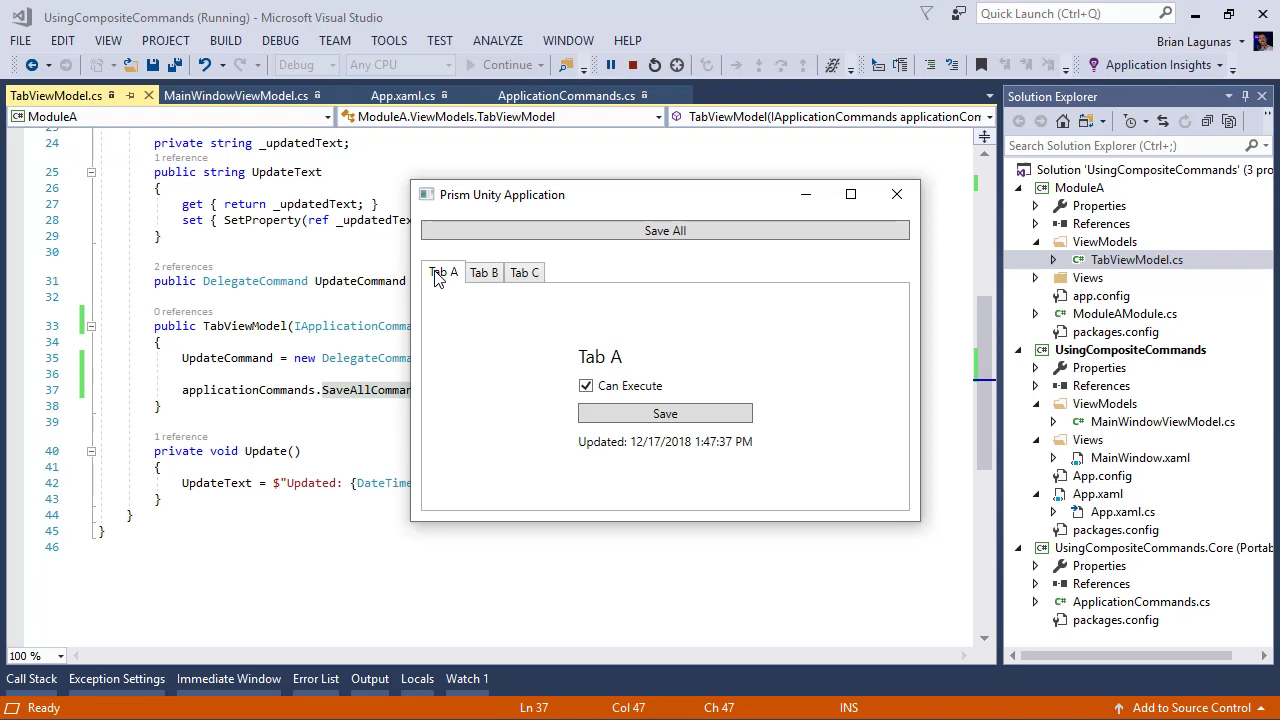 UsingCompositeCommands (Running) - Microsoft Visual Studio
Quick Launch (Ctrl+Q)
FILE EDIT VIEW PROJECT BUILD DEBUG TEAM TOOLS TEST ANALYZE WINDOW HELP
Brian Lagunas
Debug Any CPU Continue Application Insights
TabViewModel.cs MainWindowViewModel.cs App.xaml.cs ApplicationCommands.cs
ModuleA ModuleA.ViewModels.TabViewModel TabViewModel(IApplicationCommands applicationCom
24 private string _updatedText;
1 reference
25 public string UpdateText
26 {
27 get { return _updatedText; }
28 set { SetProperty(ref _updatedTex
29 }
30
2 references
31 public DelegateCommand UpdateCommand
32
0 references
33 public TabViewModel(IApplicationComma
34 {
35 UpdateCommand = new DelegateComma
36
37 applicationCommands.SaveAllComman
38 }
39
1 reference
40 private void Update()
41 {
42 UpdateText = $"Updated: {DateTime
43 }
44 }
45 }
46
100 %
Prism Unity Application
Save All
Tab A Tab B Tab C
Tab A
Can Execute
Save
Updated: 12/17/2018 1:47:37 PM
Solution Explorer
Search Solution Explorer (Ctrl+;)
Solution 'UsingCompositeCommands' (3 pro
ModuleA
Properties
References
ViewModels
TabViewModel.cs
Views
app.config
ModuleAModule.cs
packages.config
UsingCompositeCommands
Properties
References
ViewModels
MainWindowViewModel.cs
Views
MainWindow.xaml
App.config
App.xaml
App.xaml.cs
packages.config
UsingCompositeCommands.Core (Portab
Properties
References
ApplicationCommands.cs
packages.config
Call Stack Exception Settings Immediate Window Error List Output Locals Watch 1
Ready Ln 37 Col 47 Ch 47 INS Add to Source Control